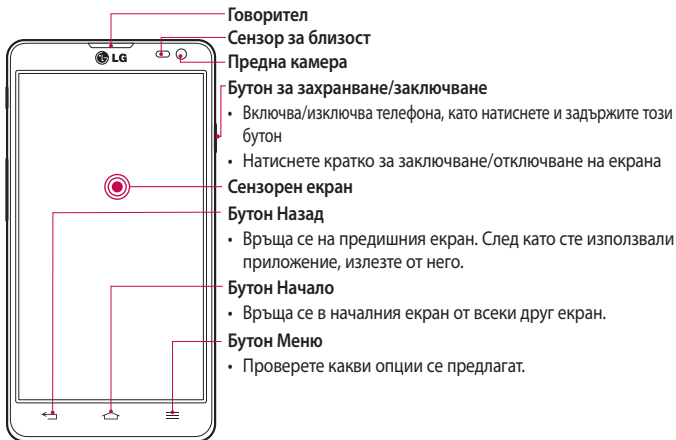 Говорител
Сензор за близост
Предна камера
Бутон за захранване/заключване
• Включва/изключва телефона, като натиснете и задържите този
бутон
• Натиснете кратко за заключване/отключване на екрана
Сензорен екран
Бутон Назад
• Връща се на предишния екран. След като сте използвали
приложение, излезте от него.
Бутон Начало
• Връща се в началния екран от всеки друг екран.
Бутон Меню
• Проверете какви опции се предлагат.
LG